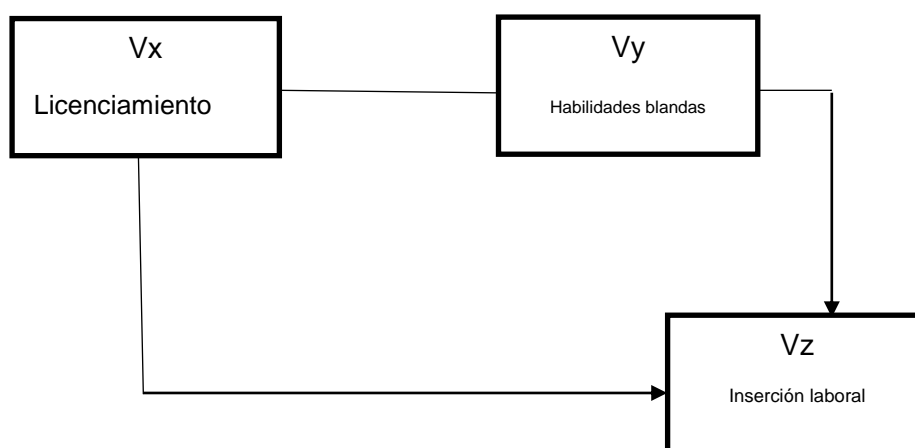 Vx
Licenciamiento
Vy
Habilidades blandas
Vz
Inserción laboral